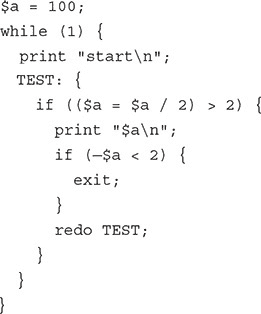 $a = 100;
while (1) {
  print "start\n";
  TEST: {
    if (($a = $a / 2) > 2) {
      print "$a\n";
      if (—$a < 2) {
        exit;
      }
      redo TEST;
    }
  }
}